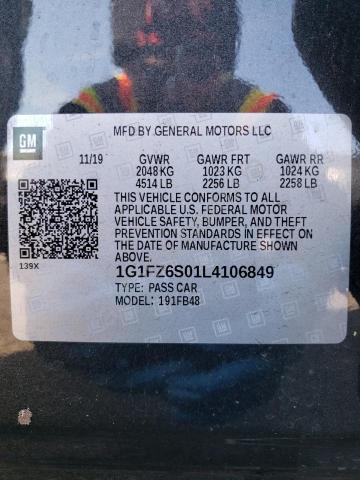 GM
MFD BY GENERAL MOTORS LLC
11/19 GVWR GAWR FRT GAWR RR
2048 KG 1023 KG 1024 KG
4514 LB 2256 LB 2258 LB
THIS VEHICLE CONFORMS TO ALL
APPLICABLE U.S. FEDERAL MOTOR
VEHICLE SAFETY, BUMPER, AND THEFT
PREVENTION STANDARDS IN EFFECT ON
THE DATE OF MANUFACTURE SHOWN
ABOVE.
139X
1G1FZ6S01L4106849
TYPE: PASS CAR
MODEL: 191FB48